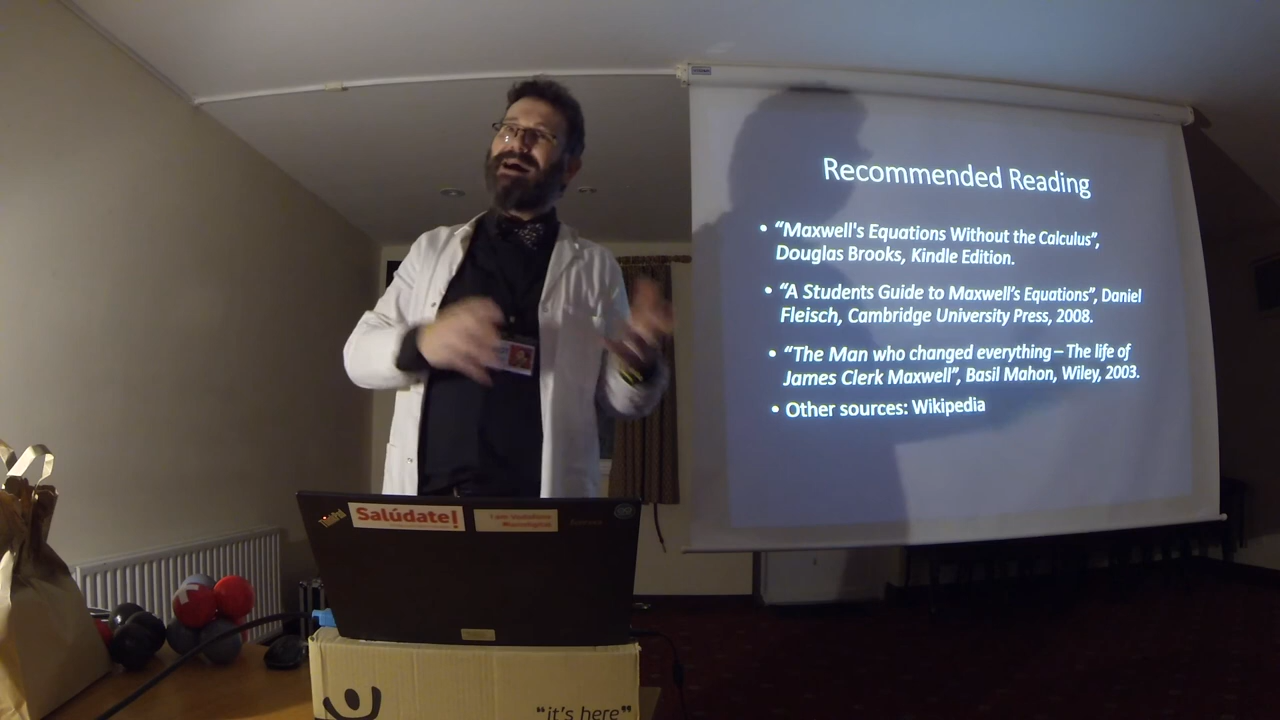 Recommended Reading
• “Maxwell's Equations Without the Calculus”,
Douglas Brooks, Kindle Edition.
• “A Students Guide to Maxwell’s Equations”, Daniel
Fleisch, Cambridge University Press, 2008.
• “The Man who changed everything – The life of
James Clerk Maxwell”, Basil Mahon, Wiley, 2003.
• Other sources: Wikipedia
ThinkPad
Salúdate!
I am
"it's here"